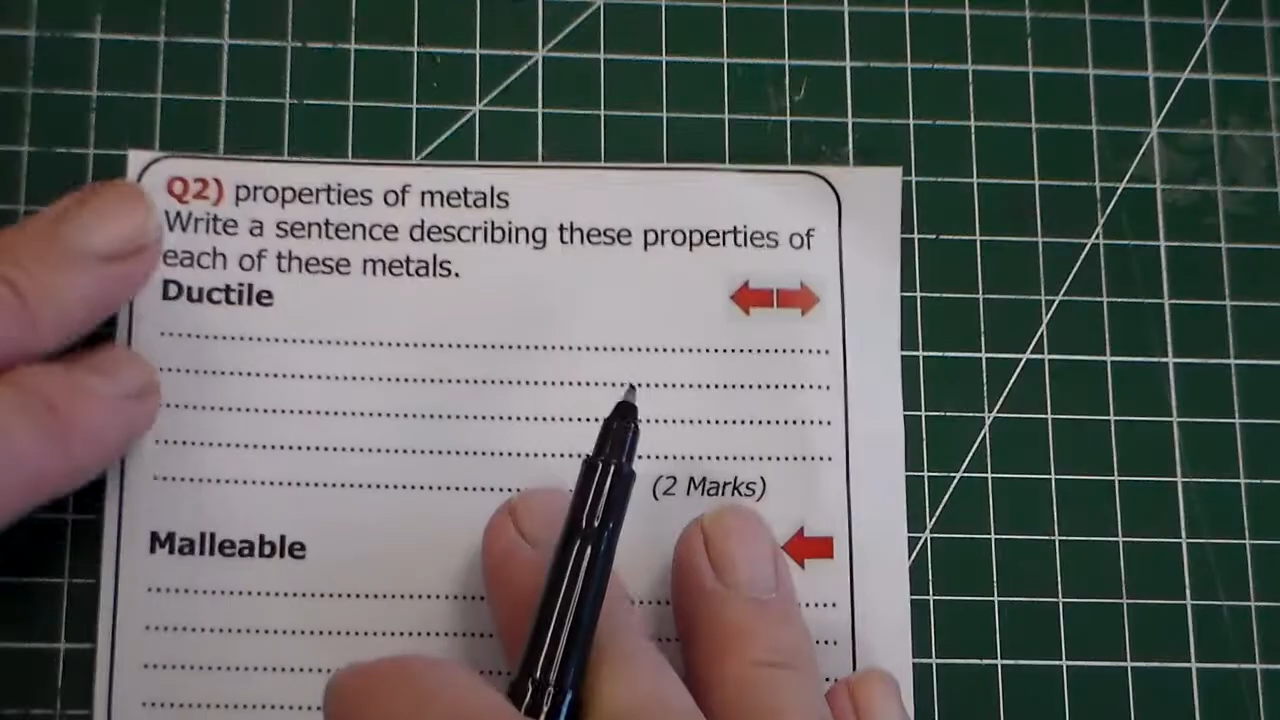 Q2) properties of metals
Write a sentence describing these properties of
each of these metals.
Ductile
(2 Marks)
Malleable